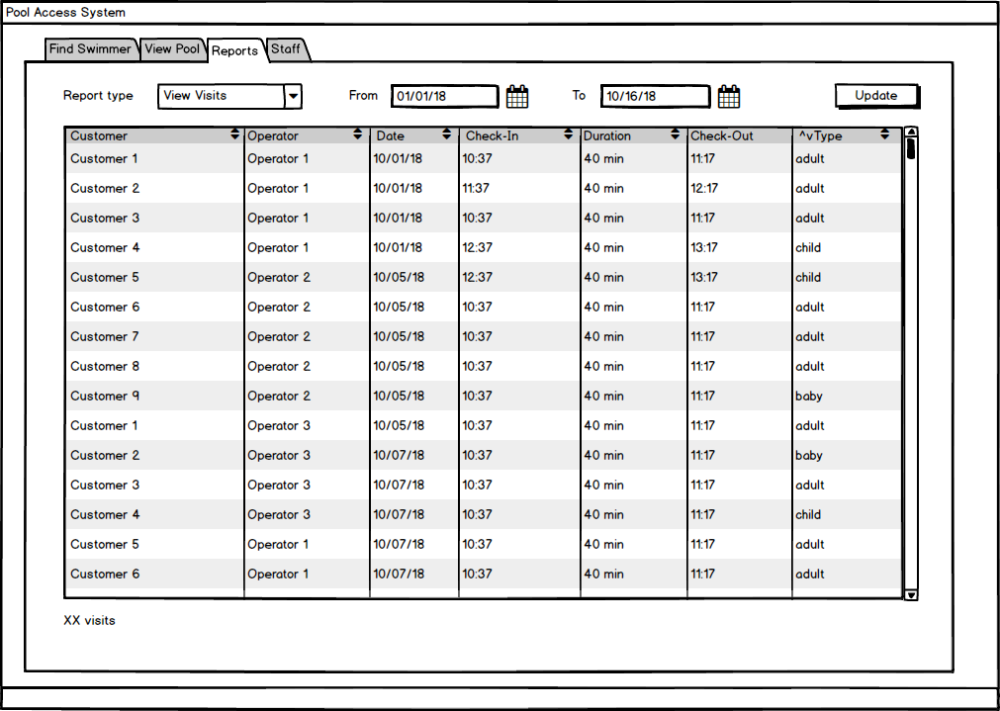 Pool Access System
Find Swimmer View Pool Reports Staff
Report type View Visits From 01/01/18 To 10/16/18 Update
Customer Operator Date Check-In Duration Check-Out ^vType
Customer 1 Operator 1 10/01/18 10:37 40 min 11:17 adult
Customer 2 Operator 1 10/01/18 11:37 40 min 12:17 adult
Customer 3 Operator 1 10/01/18 10:37 40 min 11:17 adult
Customer 4 Operator 1 10/01/18 12:37 40 min 13:17 child
Customer 5 Operator 2 10/05/18 12:37 40 min 13:17 child
Customer 6 Operator 2 10/05/18 10:37 40 min 11:17 adult
Customer 7 Operator 2 10/05/18 10:37 40 min 11:17 adult
Customer 8 Operator 2 10/05/18 10:37 40 min 11:17 adult
Customer 9 Operator 2 10/05/18 10:37 40 min 11:17 baby
Customer 1 Operator 3 10/05/18 10:37 40 min 11:17 adult
Customer 2 Operator 3 10/07/18 10:37 40 min 11:17 baby
Customer 3 Operator 3 10/07/18 10:37 40 min 11:17 adult
Customer 4 Operator 3 10/07/18 10:37 40 min 11:17 child
Customer 5 Operator 1 10/07/18 10:37 40 min 11:17 adult
Customer 6 Operator 1 10/07/18 10:37 40 min 11:17 adult
XX visits